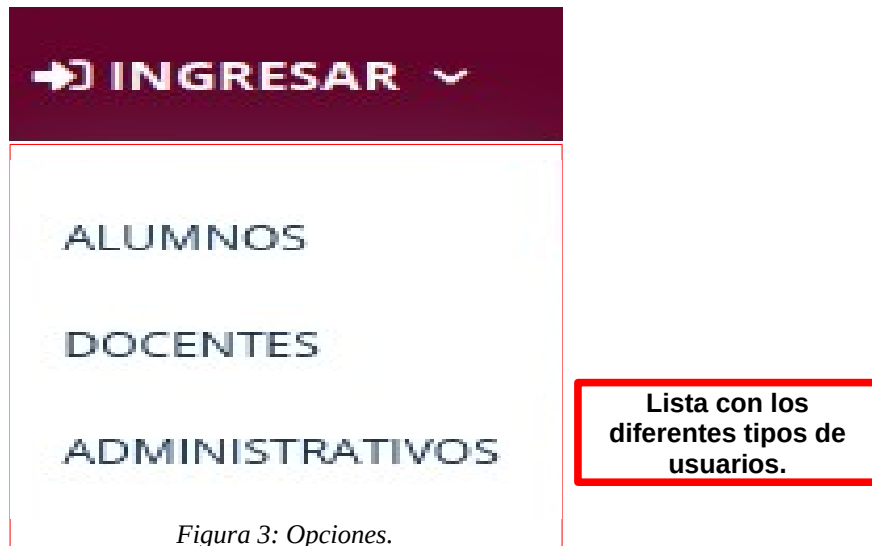 INGRESAR
ALUMNOS
DOCENTES
ADMINISTRATIVOS
Lista con los
diferentes tipos de
usuarios.
Figura 3: Opciones.